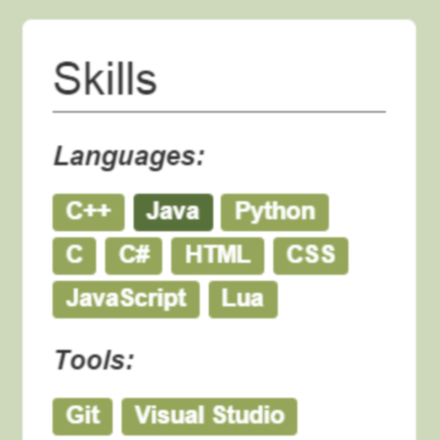 Skills
Languages:
C++ Java Python
C C# HTML CSS
JavaScript Lua
Tools:
Git Visual Studio